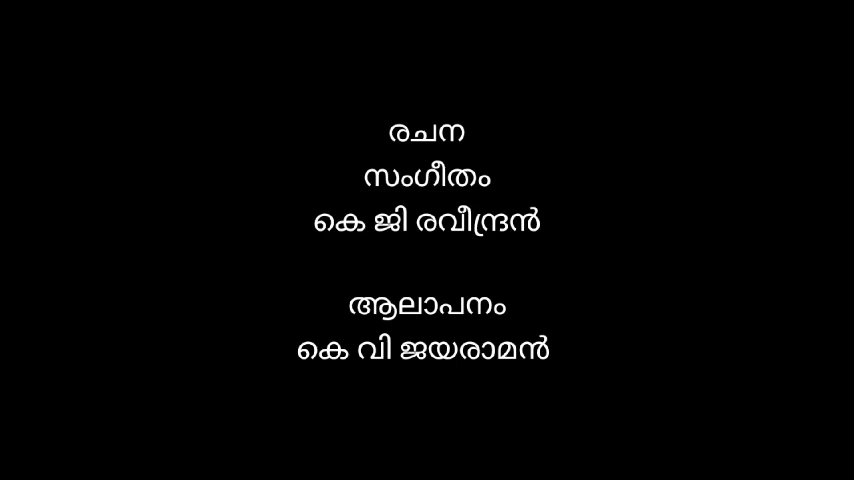 രചന
സംഗീതം
കെ ജി രവീന്ദ്രൻ
ആലാപനം
കെ വി ജയരാമൻ